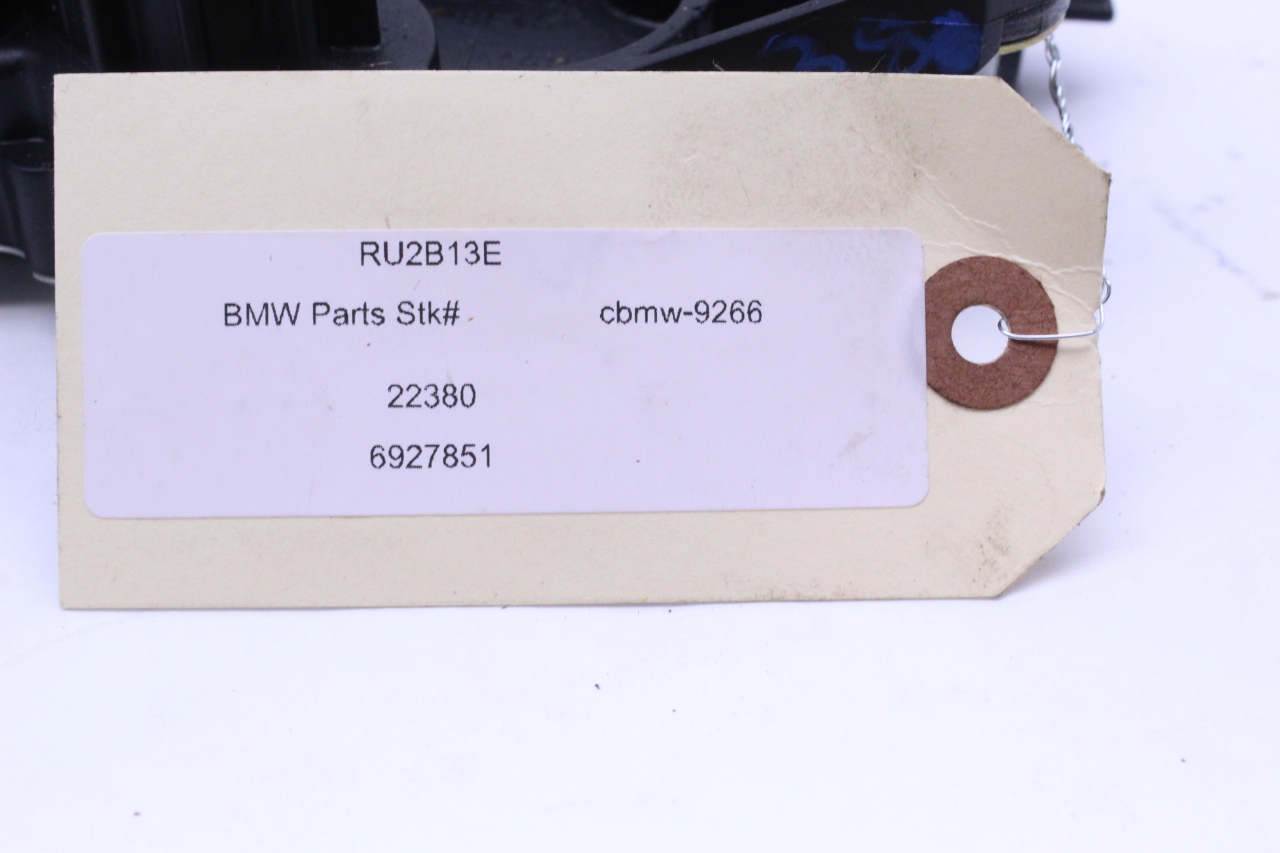 RU2B13E
BMW Parts Stk# cbmw-9266
22380
6927851